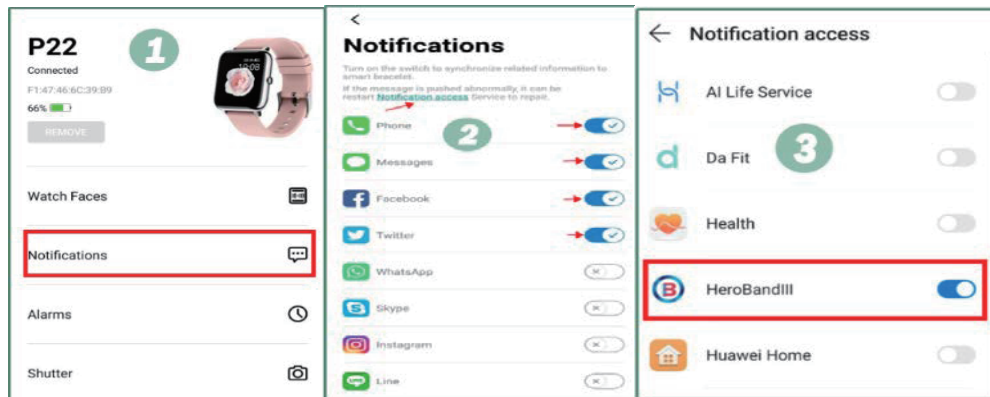 P22
1
Connected
F1:47:46:6C:39:B9
66%
REMOVE
10:08
Watch Faces
Notifications
Alarms
Shutter
Notifications
Turn on the switch to synchronize related information to
smart bracelet.
If the message is pushed abnormally, it can be
restart Notification access Service to repair.
2
Phone
Messages
Facebook
Twitter
WhatsApp
Skype
Instagram
Line
Notification access
AI Life Service
3
Da Fit
Health
HeroBandIII
Huawei Home